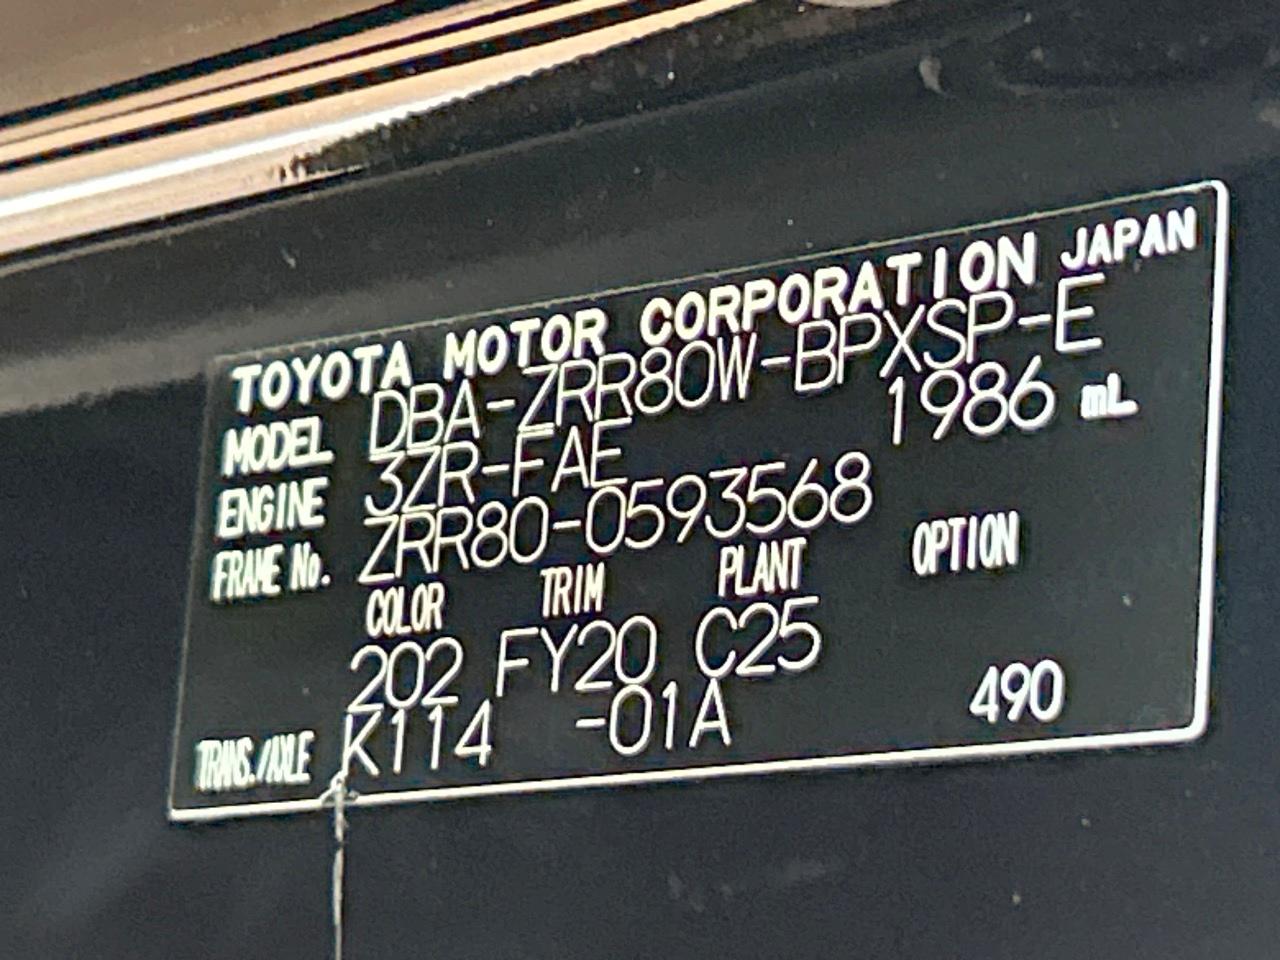 TOYOTA MOTOR CORPORATION JAPAN
MODEL DBA-ZRR80W-BPXSP-E
ENGINE 3ZR-FAE 1986 mL
FRAME No. ZRR80-0593568
COLOR TRIM PLANT OPTION
202 FY20 C25
TRANS./AXLE K114 -01A 490